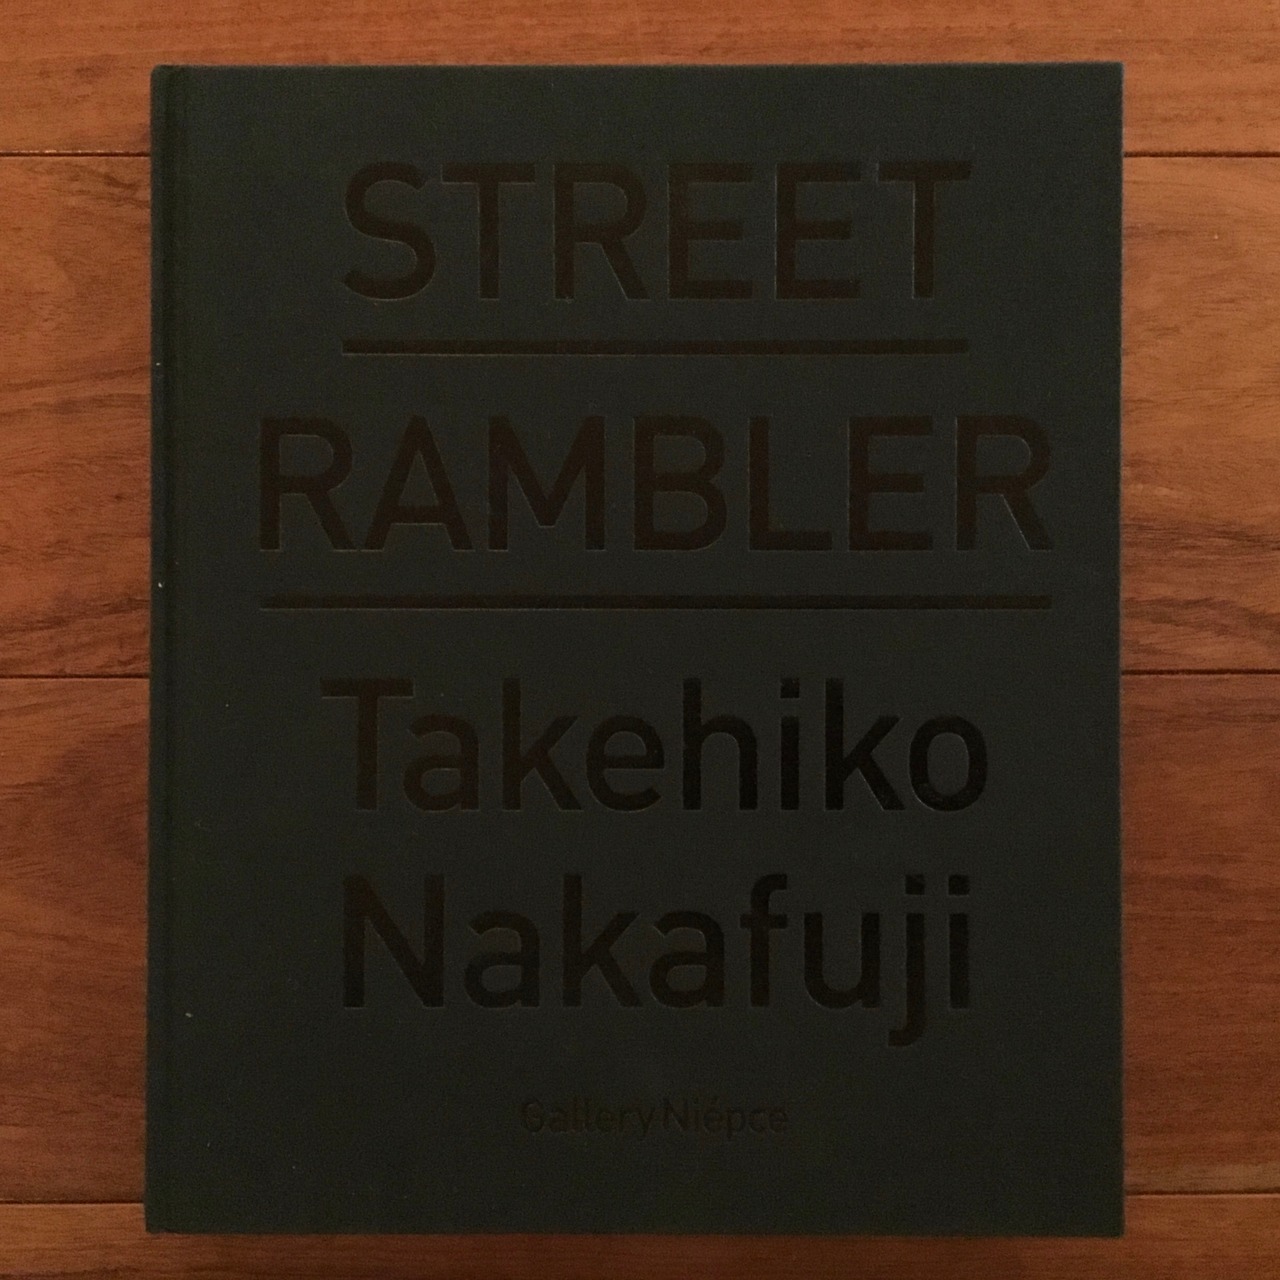 STREET
RAMBLER
Takehiko
Nakafuji
Gallery Niépce